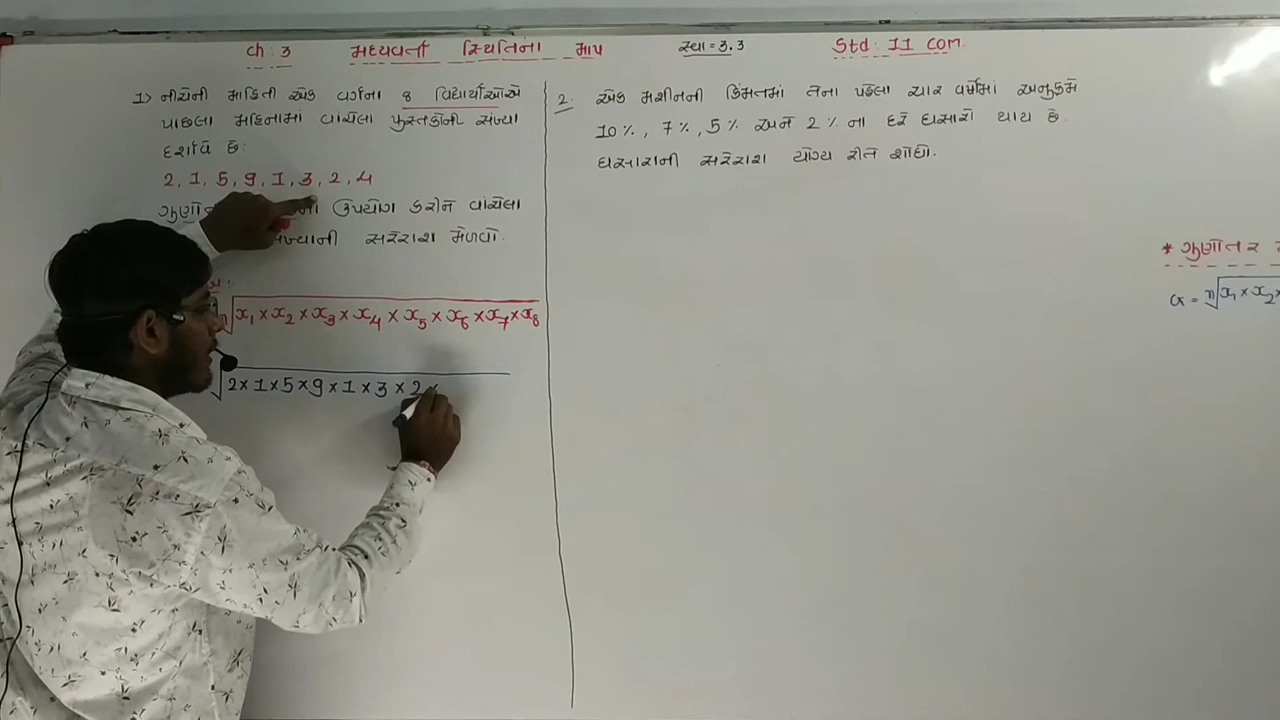 ch : 3 મધ્યવર્તી સ્થિતિના માપ સ્વા = 3.3 Std : 11 com.
1) નીચેની માહિતી એક વર્ગના 8 વિદ્યાર્થીઓએ
પાછલા મહિનામાં વાંચેલા પુસ્તકોની સંખ્યા
દર્શાવે છે:
2, 1, 5, 9, 1, 3, 2, 4
ઉપયોગ કરીને વાંચેલા
સરેરાશ મેળવો.
√x₁ × x₂ × x₃ × x₄ × x₅ × x₆ × x₇ × x₈
√2 × 1 × 5 × 9 × 1 × 3 × 2 ×
2. એક મશીનની કિંમતમાં તેના પહેલા ચાર વર્ષમાં અનુક્રમે
10%, 7%, 5% અને 2% ના દરે ઘસારો થાય છે.
ઘસારાની સરેરાશ યોગ્ય રીતે શોધો.
* ગુણોત્તર
G = ⁿ√x₁ × x₂ ×